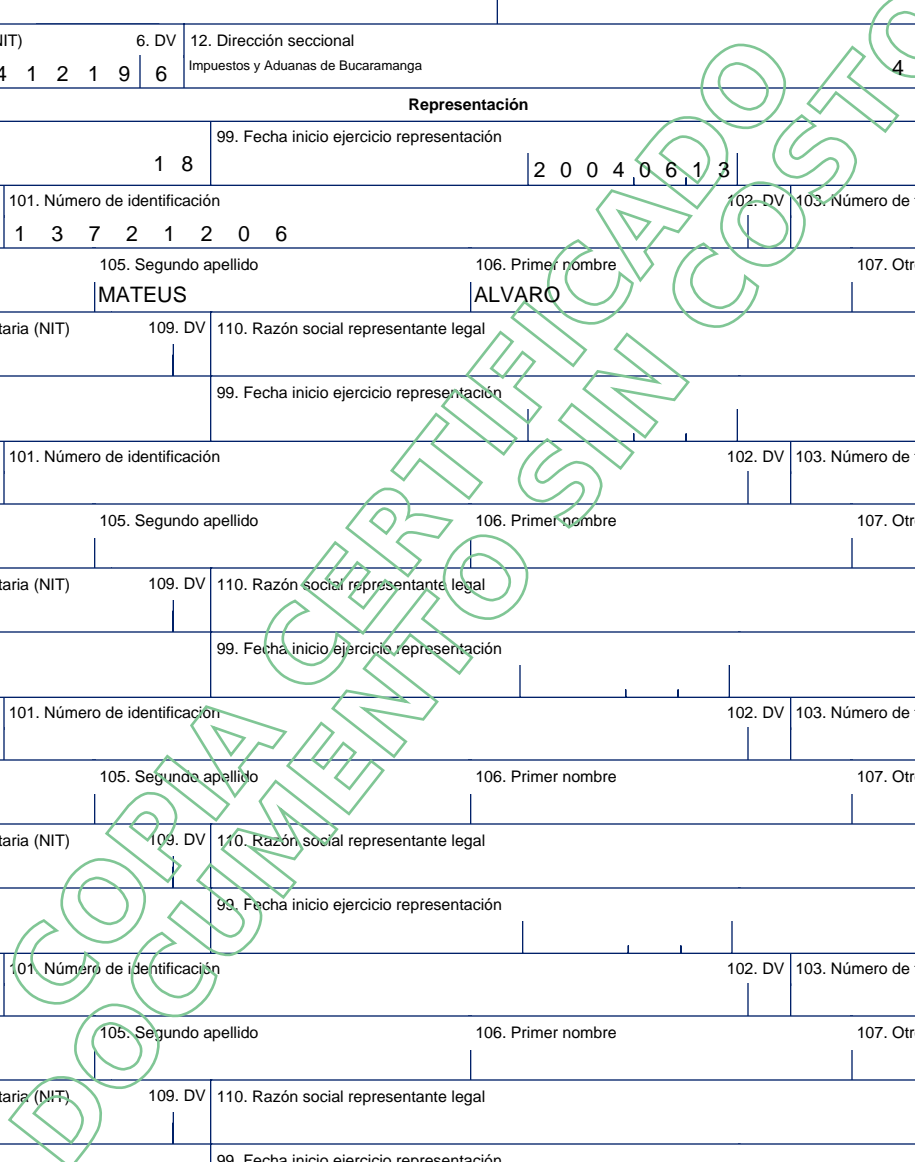 IT) 6. DV 12. Dirección seccional
4 1 2 1 9 6 Impuestos y Aduanas de Bucaramanga 4
Representación
99. Fecha inicio ejercicio representación
1 8 2 0 0 4 0 6 1 3
101. Número de identificación 102. DV 103. Número de
1 3 7 2 1 2 0 6
105. Segundo apellido 106. Primer nombre 107. Otr
MATEUS ALVARO
taria (NIT) 109. DV 110. Razón social representante legal
99. Fecha inicio ejercicio representación
101. Número de identificación 102. DV 103. Número de
105. Segundo apellido 106. Primer nombre 107. Otr
taria (NIT) 109. DV 110. Razón social representante legal
99. Fecha inicio ejercicio representación
101. Número de identificación 102. DV 103. Número de
105. Segundo apellido 106. Primer nombre 107. Otr
taria (NIT) 109. DV 110. Razón social representante legal
99. Fecha inicio ejercicio representación
101. Número de identificación 102. DV 103. Número de
105. Segundo apellido 106. Primer nombre 107. Otr
taria (NIT) 109. DV 110. Razón social representante legal
99. Fecha inicio ejercicio representación
COPIA CERTIFICADO
DOCUMENTO SIN COSTO